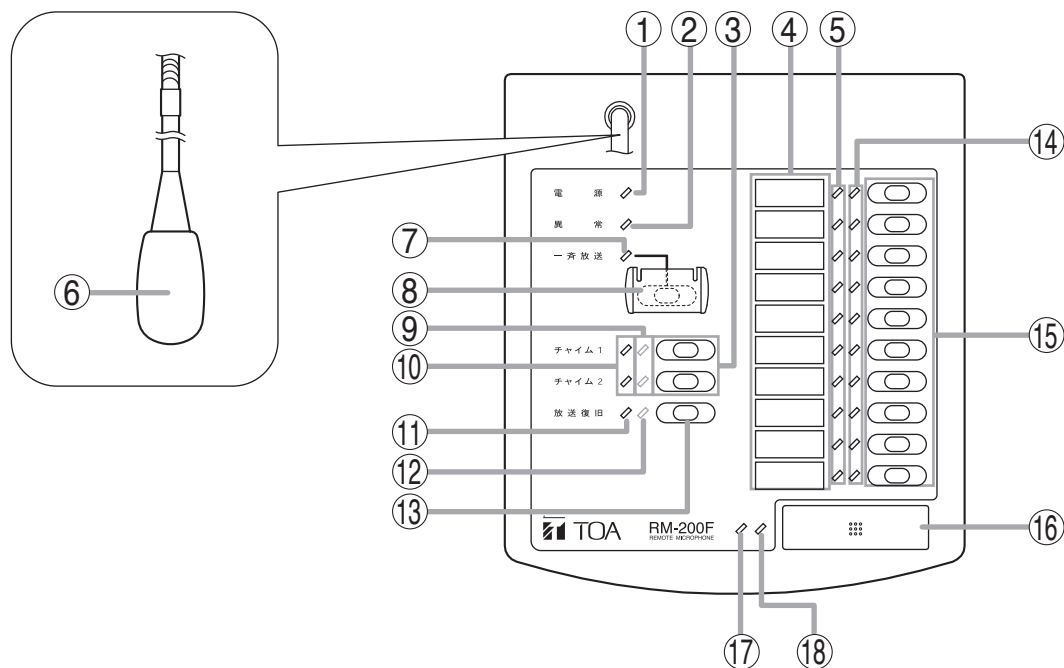 ① ② ③ ④ ⑤
⑭
電源
異常
⑦
一斉放送
⑧
⑥
⑨
⑮
チャイム 1
⑩
チャイム 2
放送復旧
⑪
⑫
⑬
TOA RM-200F
REMOTE MICROPHONE
⑯
⑰ ⑱